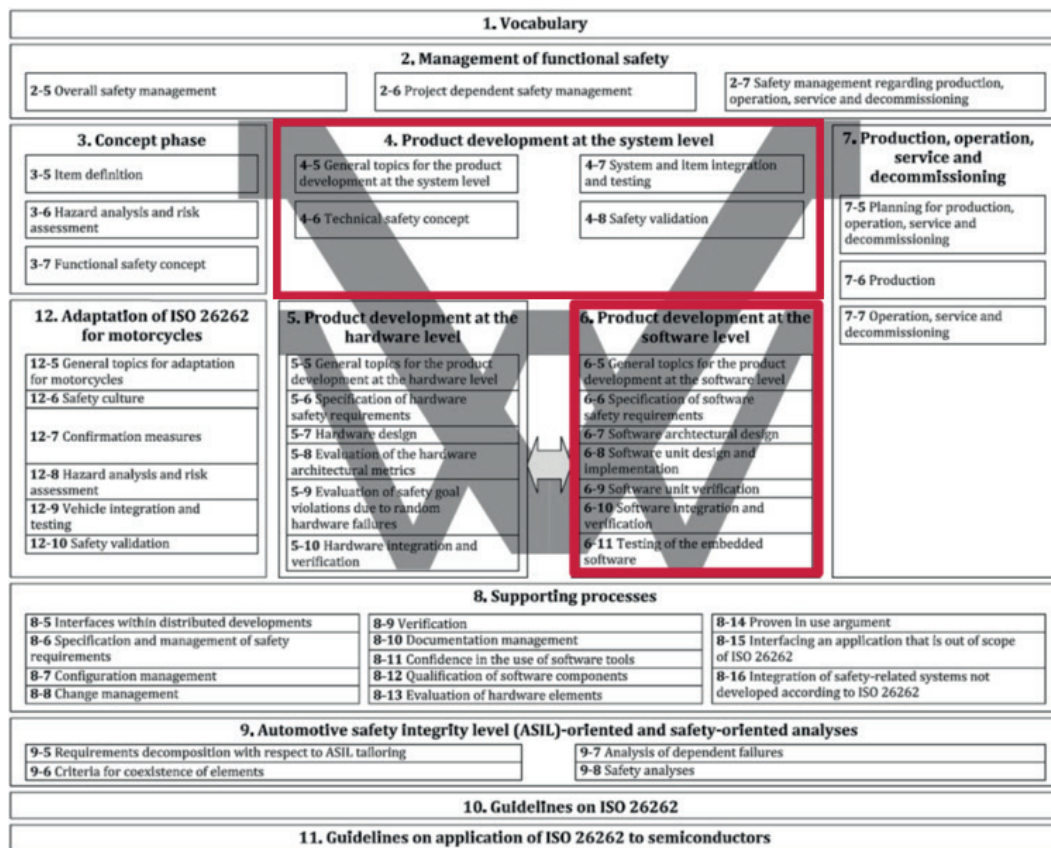 1. Vocabulary
2. Management of functional safety
2-5 Overall safety management
2-6 Project dependent safety management
2-7 Safety management regarding production,
operation, service and decommissioning
3. Concept phase
3-5 Item definition
3-6 Hazard analysis and risk
assessment
3-7 Functional safety concept
4. Product development at the system level
4-5 General topics for the product
development at the system level
4-6 Technical safety concept
4-7 System and item integration
and testing
4-8 Safety validation
7. Production, operation,
service and
decommissioning
7-5 Planning for production,
operation, service and
decommissioning
7-6 Production
7-7 Operation, service and
decommissioning
12. Adaptation of ISO 26262
for motorcycles
12-5 General topics for adaptation
for motorcycles
12-6 Safety culture
12-7 Confirmation measures
12-8 Hazard analysis and risk
assessment
12-9 Vehicle integration and
testing
12-10 Safety validation
5. Product development at the
hardware level
5-5 General topics for the product
development at the hardware level
5-6 Specification of hardware
safety requirements
5-7 Hardware design
5-8 Evaluation of the hardware
architectural metrics
5-9 Evaluation of safety goal
violations due to random
hardware failures
5-10 Hardware integration and
verification
6. Product development at the
software level
6-5 General topics for the product
development at the software level
6-6 Specification of software
safety requirements
6-7 Software archtectural design
6-8 Software unit design and
implementation
6-9 Software unit verification
6-10 Software integration and
verification
6-11 Testing of the embedded
software
8. Supporting processes
8-5 Interfaces within distributed developments
8-6 Specification and management of safety
requirements
8-7 Configuration management
8-8 Change management
8-9 Verification
8-10 Documentation management
8-11 Confidence in the use of software tools
8-12 Qualification of software components
8-13 Evaluation of hardware elements
8-14 Proven in use argument
8-15 Interfacing an application that is out of scope
of ISO 26262
8-16 Integration of safety-related systems not
developed according to ISO 26262
9. Automotive safety integrity level (ASIL)-oriented and safety-oriented analyses
9-5 Requirements decomposition with respect to ASIL tailoring
9-6 Criteria for coexistence of elements
9-7 Analysis of dependent failures
9-8 Safety analyses
10. Guidelines on ISO 26262
11. Guidelines on application of ISO 26262 to semiconductors